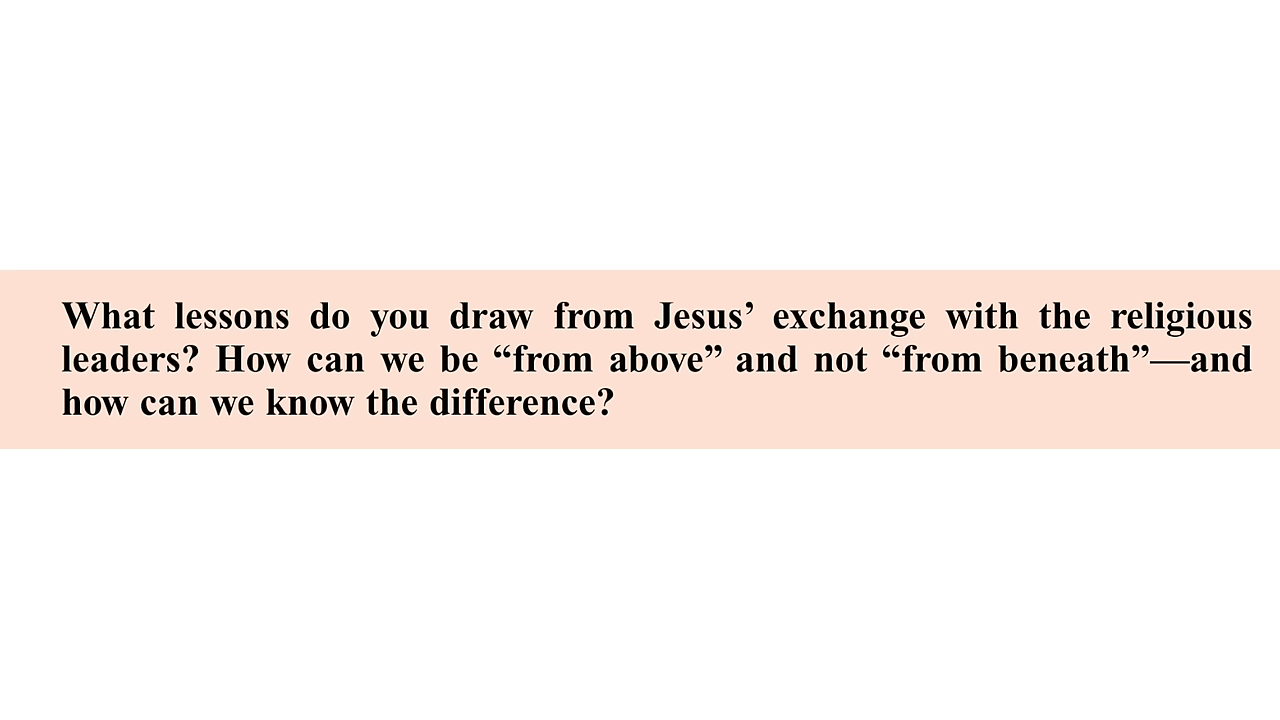 What lessons do you draw from Jesus’ exchange with the religious
leaders? How can we be “from above” and not “from beneath”—and
how can we know the difference?